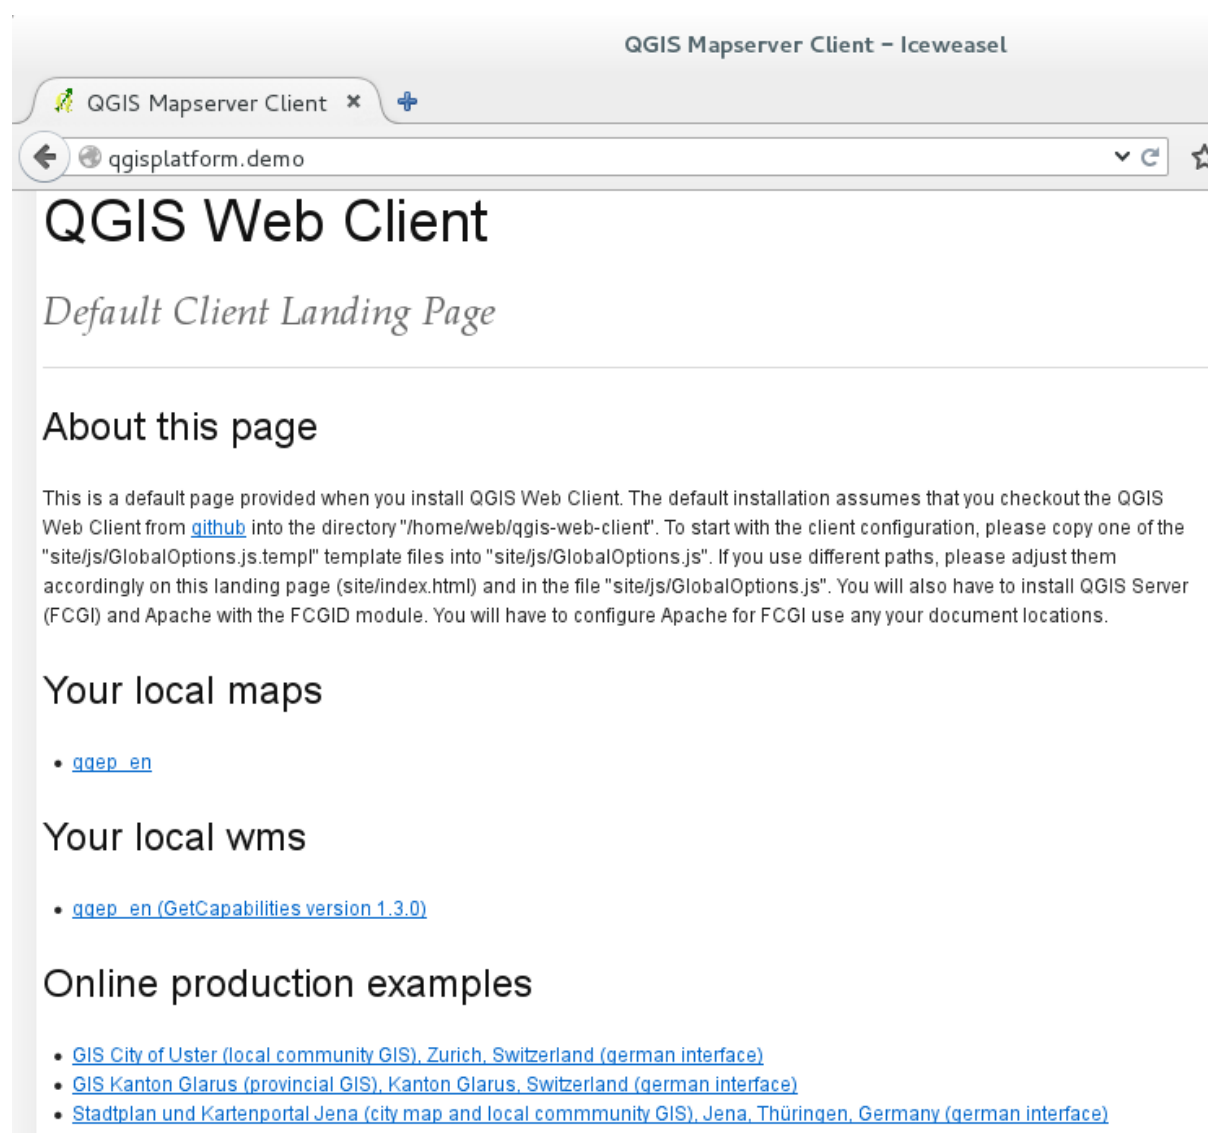 QGIS Mapserver Client - Iceweasel
QGIS Mapserver Client
qgisplatform.demo
QGIS Web Client
Default Client Landing Page
About this page
This is a default page provided when you install QGIS Web Client. The default installation assumes that you checkout the QGIS
Web Client from github into the directory "/home/web/qgis-web-client". To start with the client configuration, please copy one of the
"site/js/GlobalOptions.js.templ" template files into "site/js/GlobalOptions.js". If you use different paths, please adjust them
accordingly on this landing page (site/index.html) and in the file "site/js/GlobalOptions.js". You will also have to install QGIS Server
(FCGI) and Apache with the FCGID module. You will have to configure Apache for FCGI use any your document locations.
Your local maps
• qgep_en
Your local wms
• qgep_en (GetCapabilities version 1.3.0)
Online production examples
• GIS City of Uster (local community GIS), Zurich, Switzerland (german interface)
• GIS Kanton Glarus (provincial GIS), Kanton Glarus, Switzerland (german interface)
• Stadtplan und Kartenportal Jena (city map and local commmunity GIS), Jena, Thüringen, Germany (german interface)